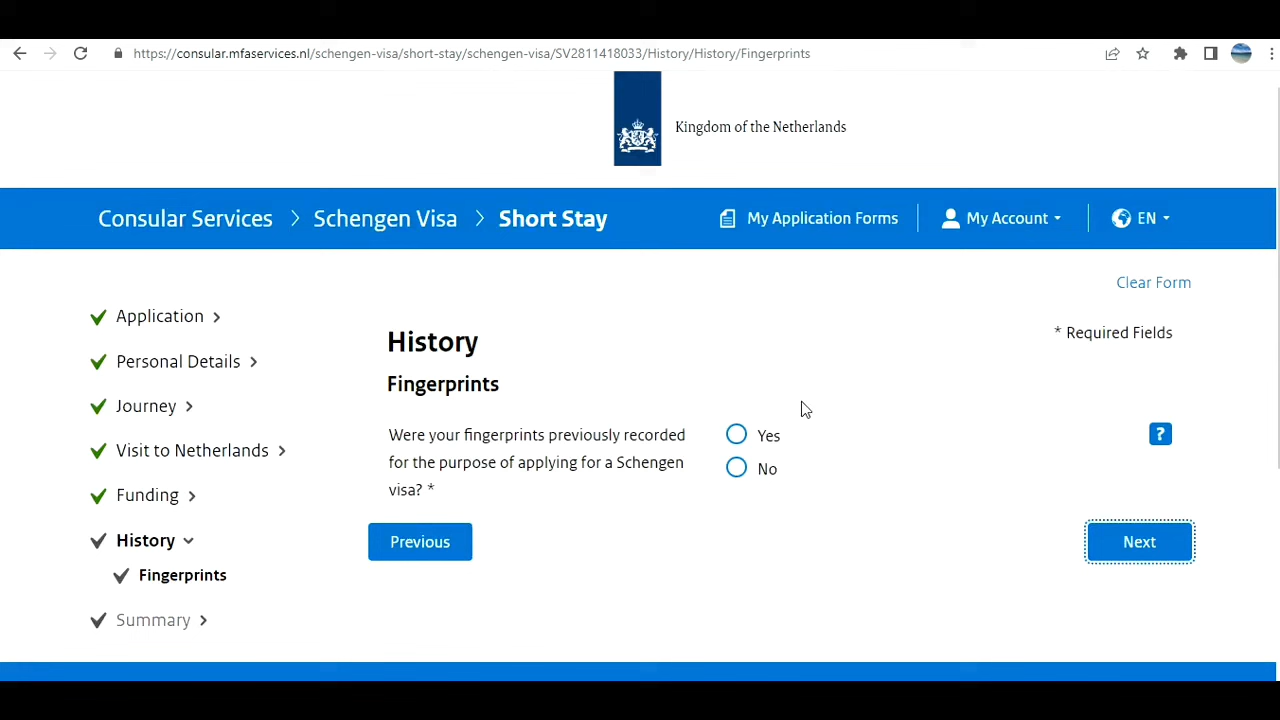 https://consular.mfaservices.nl/schengen-visa/short-stay/schengen-visa/SV2811418033/History/History/Fingerprints
Kingdom of the Netherlands
Consular Services > Schengen Visa > Short Stay
My Application Forms
My Account
EN
Clear Form
Application
Personal Details
Journey
Visit to Netherlands
Funding
History
Fingerprints
Summary
History
* Required Fields
Fingerprints
Were your fingerprints previously recorded
for the purpose of applying for a Schengen
visa? *
Yes
No
?
Previous
Next